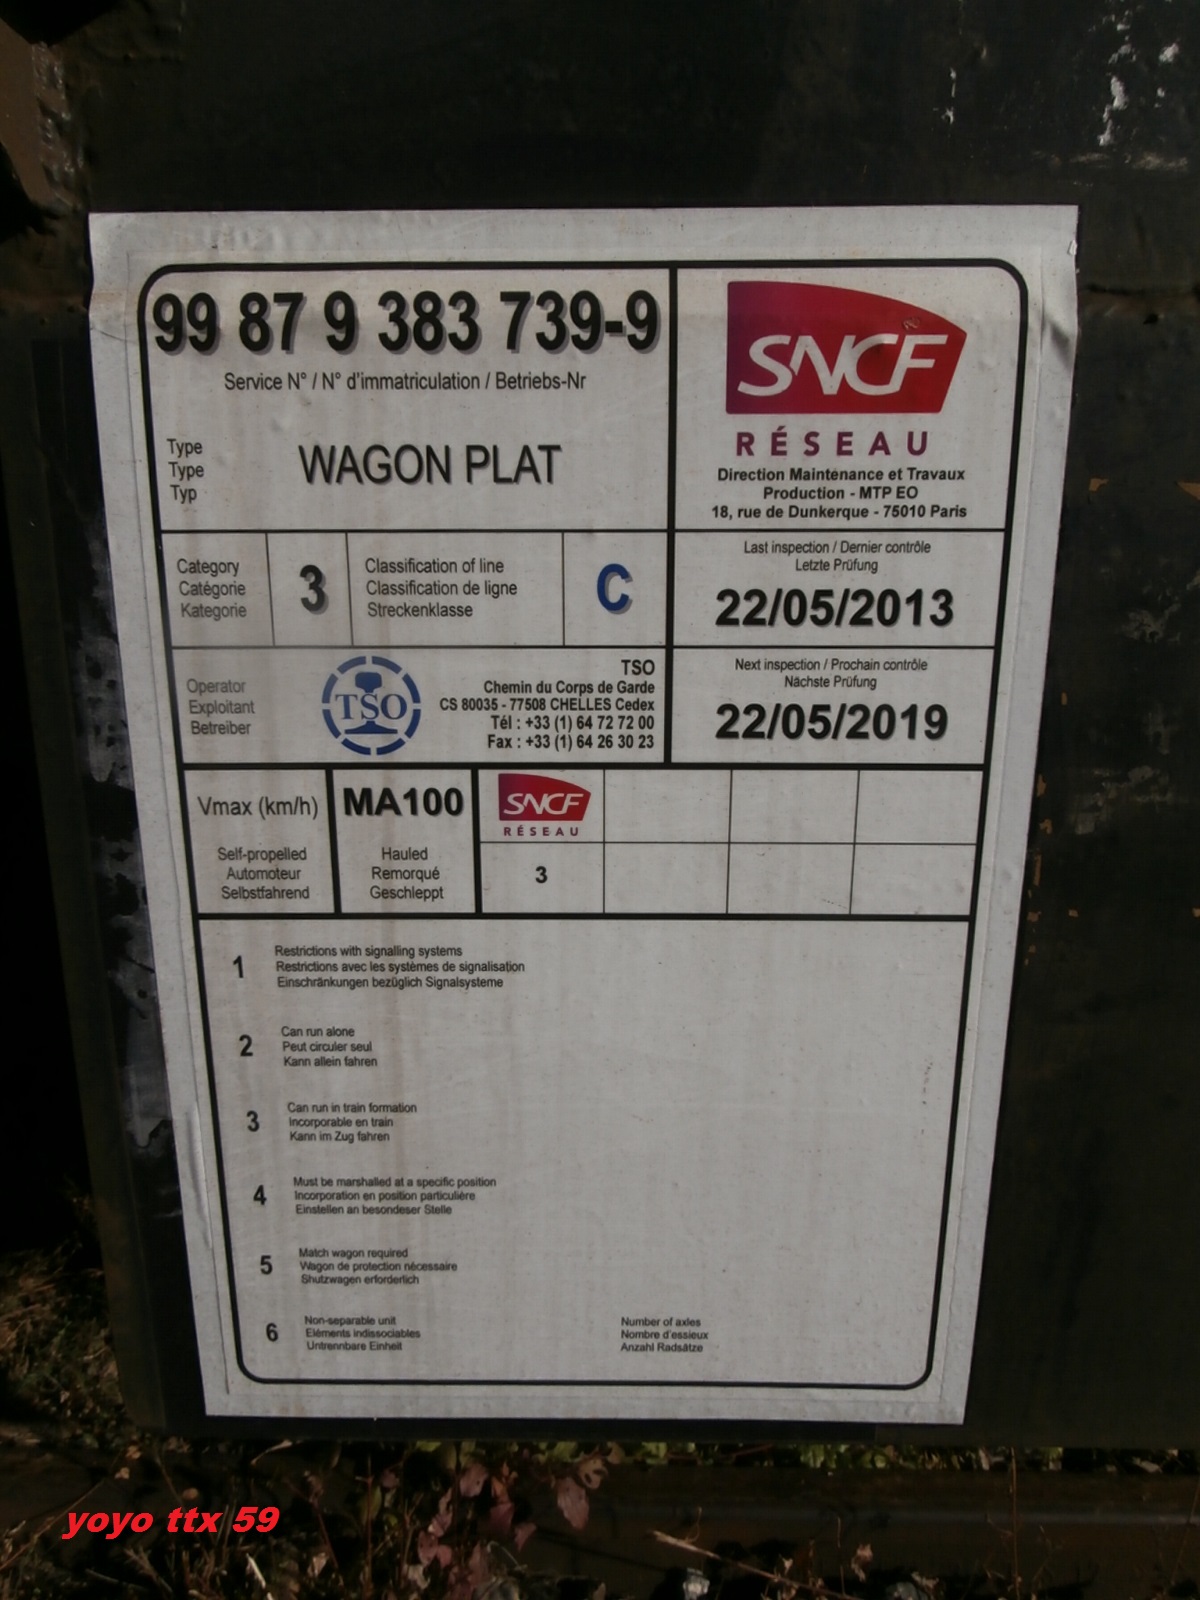 99 87 9 383 739-9
Service N° / N° d'immatriculation / Betriebs-Nr
Type
Type
Typ
WAGON PLAT
SNCF
RÉSEAU
Direction Maintenance et Travaux
Production - MTP EO
18, rue de Dunkerque - 75010 Paris
Category
Catégorie
Kategorie
3
Classification of line
Classification de ligne
Streckenklasse
C
Last inspection / Dernier contrôle
Letzte Prüfung
22/05/2013
Operator
Exploitant
Betreiber
TSO
TSO
Chemin du Corps de Garde
CS 80035 - 77508 CHELLES Cedex
Tél : +33 (1) 64 72 72 00
Fax : +33 (1) 64 26 30 23
Next inspection / Prochain contrôle
Nächste Prüfung
22/05/2019
Vmax (km/h)
Self-propelled
Automoteur
Selbstfahrend
MA100
Hauled
Remorqué
Geschleppt
SNCF
RÉSEAU
3
1
Restrictions with signalling systems
Restrictions avec les systèmes de signalisation
Einschränkungen bezüglich Signalsysteme
2
Can run alone
Peut circuler seul
Kann allein fahren
3
Can run in train formation
Incorporable en train
Kann im Zug fahren
4
Must be marshalled at a specific position
Incorporation en position particulière
Einstellen an besondeser Stelle
5
Match wagon required
Wagon de protection nécessaire
Shutzwagen erforderlich
6
Non-separable unit
Eléments indissociables
Untrennbare Einheit
Number of axles
Nombre d'essieux
Anzahl Radsätze
yoyo ttx 59